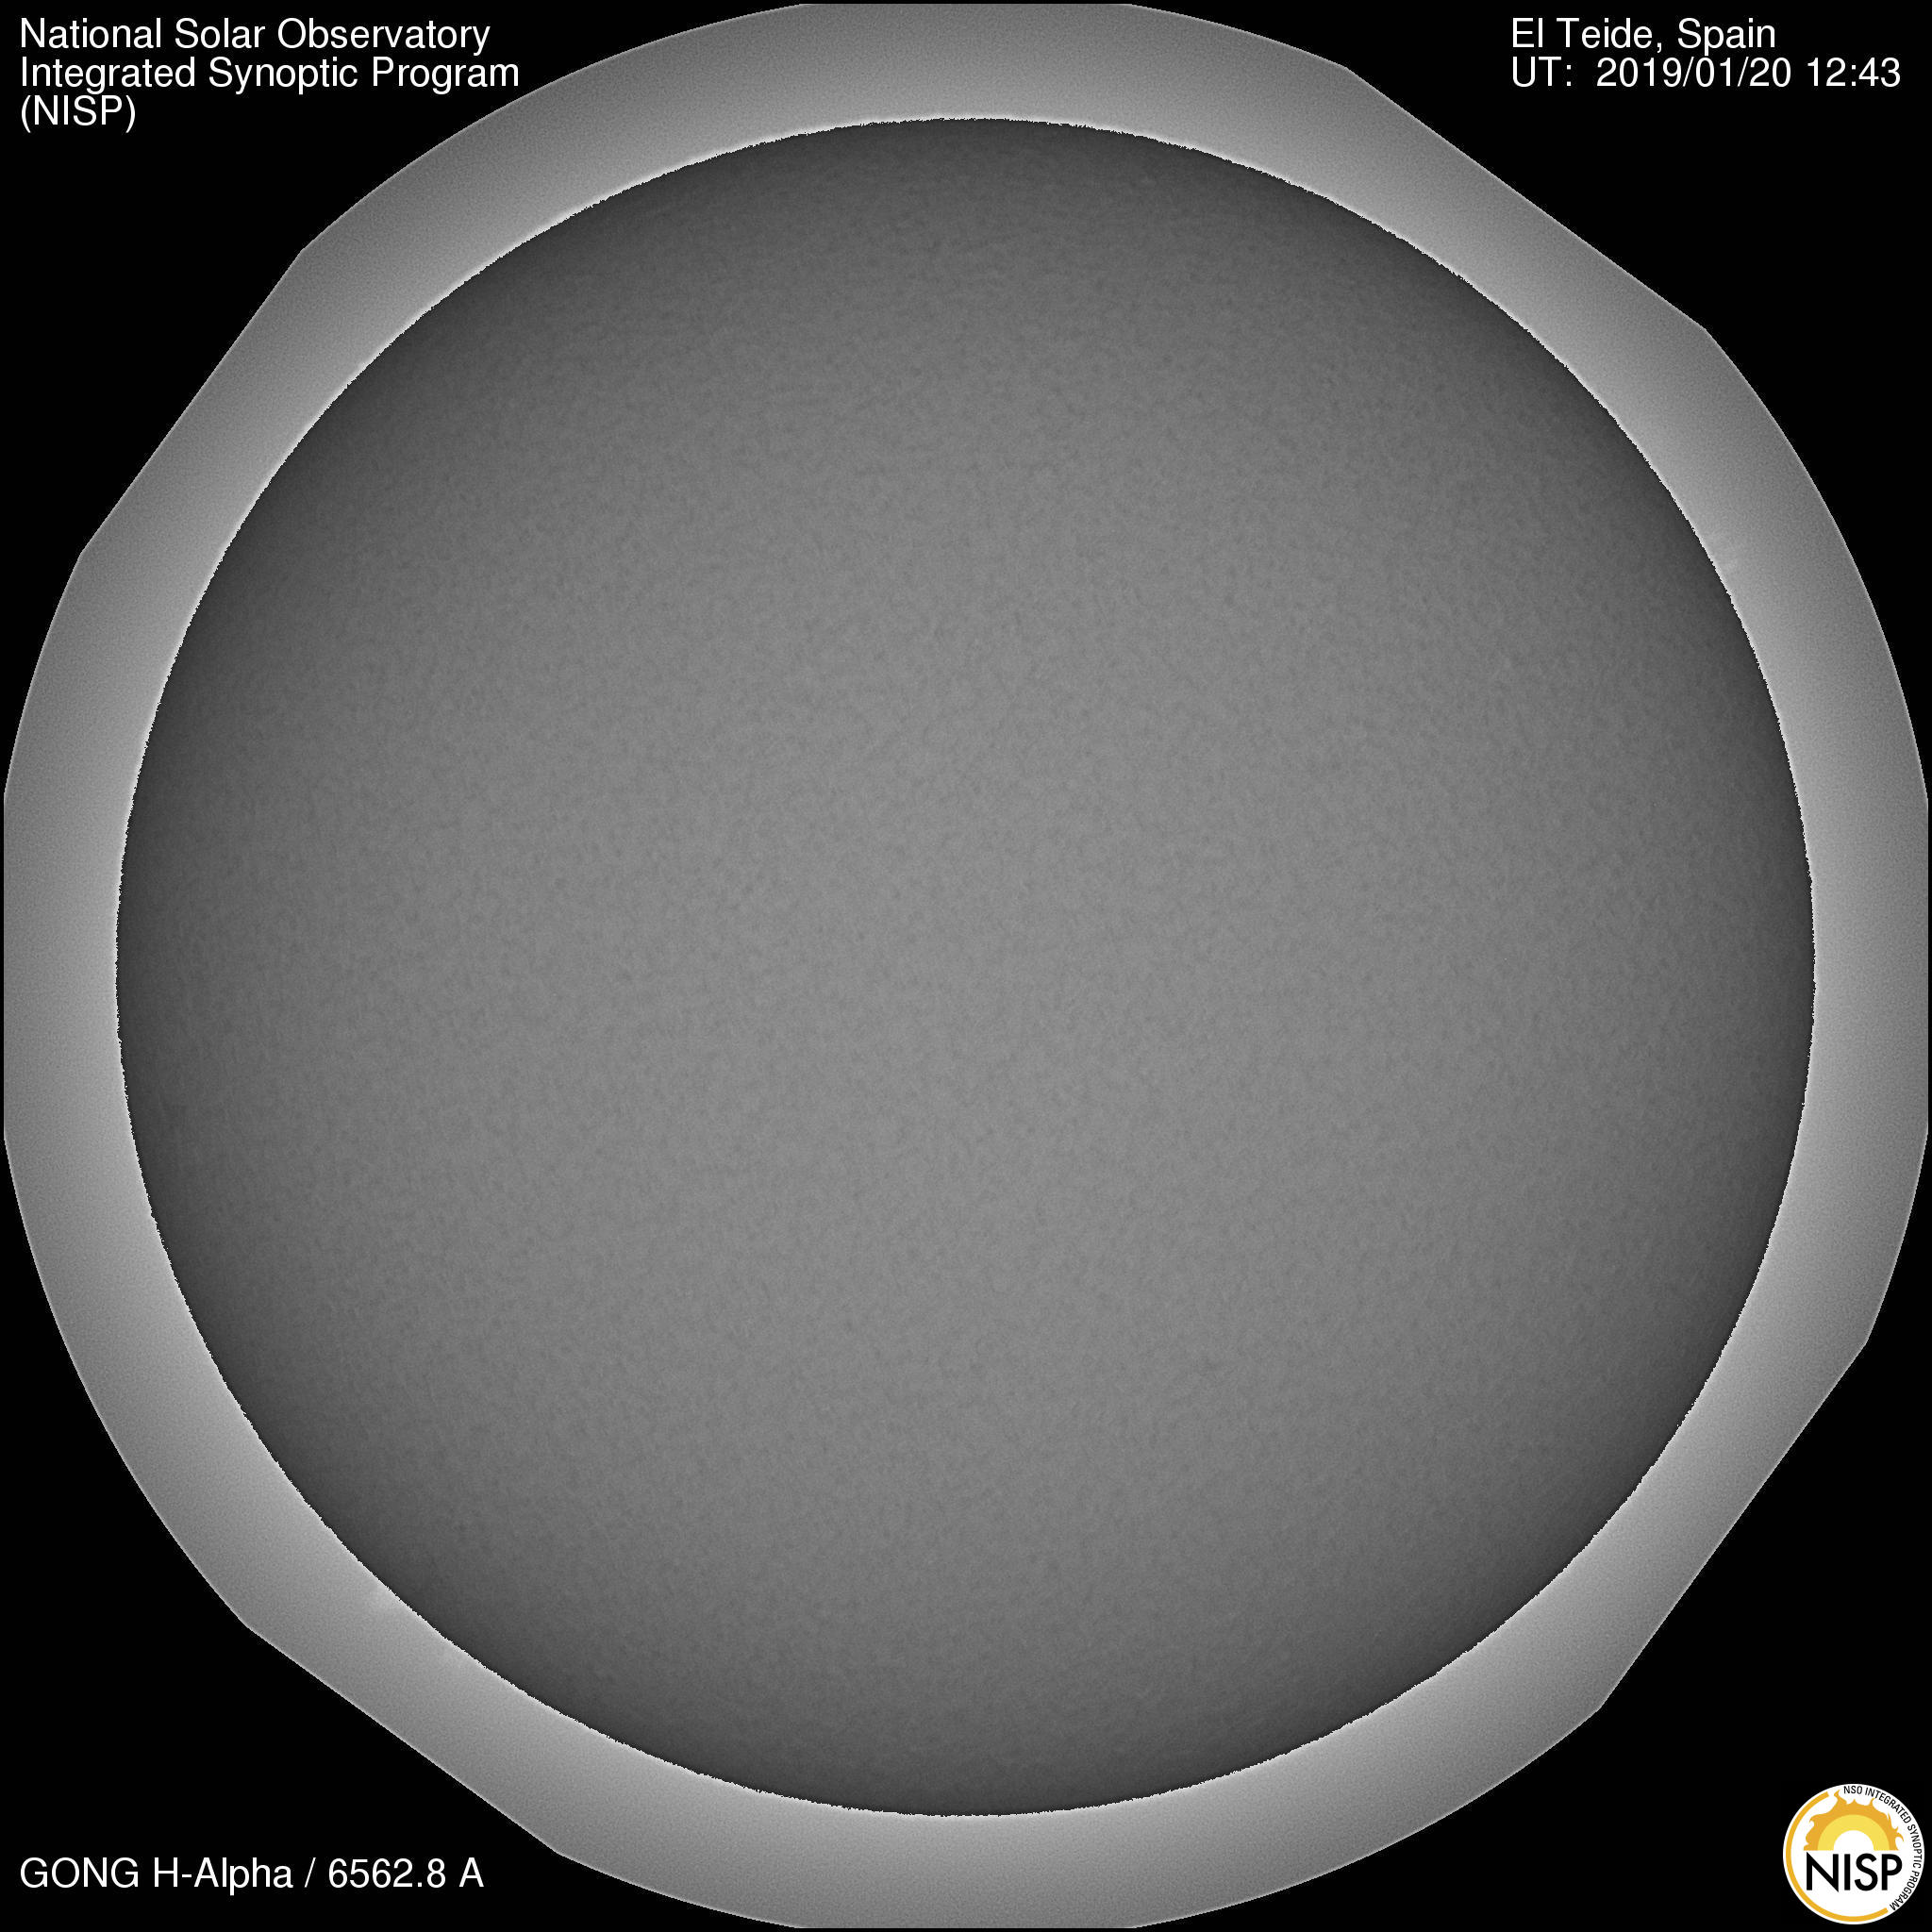 National Solar Observatory
Integrated Synoptic Program
(NISP)
El Teide, Spain
UT: 2019/01/20 12:43
GONG H-Alpha / 6562.8 A
NSO INTEGRATED SYNOPTIC PROGRAM
NISP